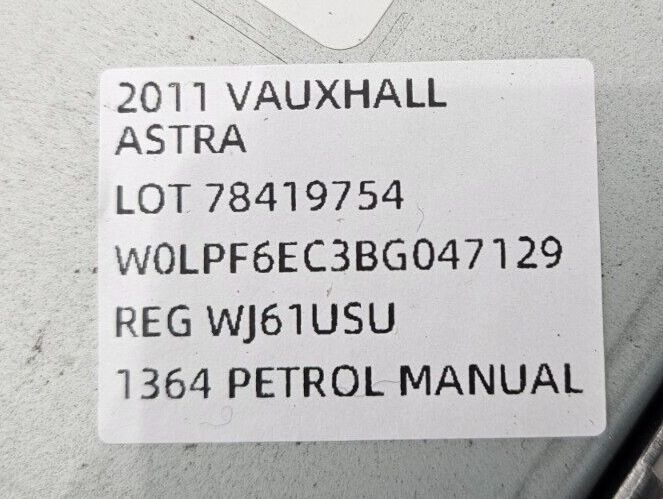 2011 VAUXHALL
ASTRA
LOT 78419754
W0LPF6EC3BG047129
REG WJ61USU
1364 PETROL MANUAL